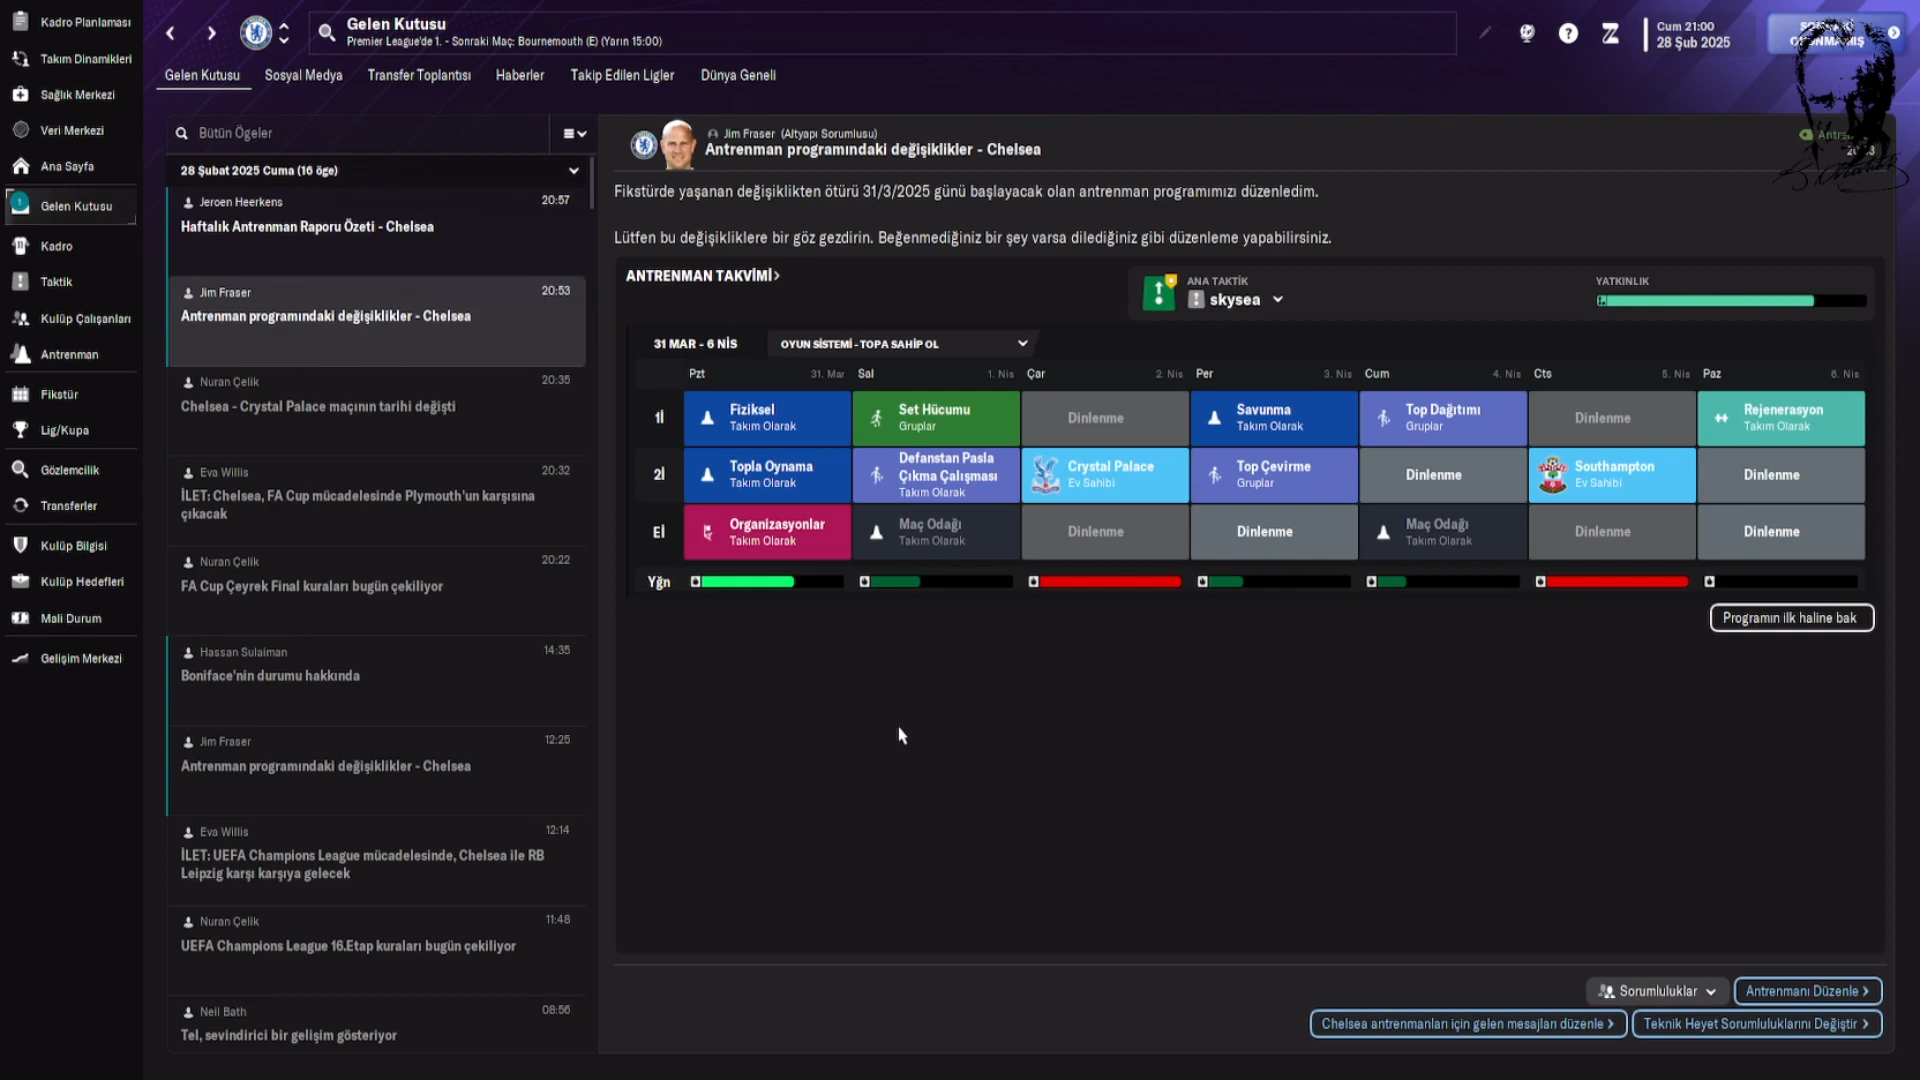 Kadro Planlaması
Takım Dinamikleri
Sağlık Merkezi
Veri Merkezi
Ana Sayfa
1
Gelen Kutusu
Kadro
Taktik
Kulüp Çalışanları
Antrenman
Fikstür
Lig/Kupa
Gözlemcilik
Transferler
Kulüp Bilgisi
Kulüp Hedefleri
Mali Durum
Gelişim Merkezi
Gelen Kutusu
Premier League'de 1. - Sonraki Maç: Bournemouth (E) (Yarın 15:00)
Cum 21:00
28 Şub 2025
Gelen Kutusu
Sosyal Medya
Transfer Toplantısı
Haberler
Takip Edilen Ligler
Dünya Geneli
Bütün Ögeler
28 Şubat 2025 Cuma (16 öge)
Jeroen Heerkens 20:57
Haftalık Antrenman Raporu Özeti - Chelsea
Jim Fraser 20:53
Antrenman programındaki değişiklikler - Chelsea
Nuran Çelik 20:35
Chelsea - Crystal Palace maçının tarihi değişti
Eva Willis 20:32
İLET: Chelsea, FA Cup mücadelesinde Plymouth'un karşısına
çıkacak
Nuran Çelik 20:22
FA Cup Çeyrek Final kuraları bugün çekiliyor
Hassan Sulaiman 14:35
Boniface'nin durumu hakkında
Jim Fraser 12:25
Antrenman programındaki değişiklikler - Chelsea
Eva Willis 12:14
İLET: UEFA Champions League mücadelesinde, Chelsea ile RB
Leipzig karşı karşıya gelecek
Nuran Çelik 11:48
UEFA Champions League 16.Etap kuraları bugün çekiliyor
Neil Bath 08:56
Tel, sevindirici bir gelişim gösteriyor
Jim Fraser (Altyapı Sorumlusu)
Antrenman programındaki değişiklikler - Chelsea
Fikstürde yaşanan değişiklikten ötürü 31/3/2025 günü başlayacak olan antrenman programımızı düzenledim.
Lütfen bu değişikliklere bir göz gezdirin. Beğenmediğiniz bir şey varsa dilediğiniz gibi düzenleme yapabilirsiniz.
ANTRENMAN TAKVİMİ>
ANA TAKTİK
skysea
YATKINLIK
31 MAR - 6 NİS
OYUN SİSTEMİ - TOPA SAHİP OL
Pzt 31. Mar Sal 1. Nis Çar 2. Nis Per 3. Nis Cum 4. Nis Cts 5. Nis Paz 6. Nis
1İ
Fiziksel
Takım Olarak
Set Hücumu
Gruplar
Dinlenme
Savunma
Takım Olarak
Top Dağıtımı
Gruplar
Dinlenme
Rejenerasyon
Takım Olarak
2İ
Topla Oynama
Takım Olarak
Defanstan Pasla
Çıkma Çalışması
Takım Olarak
Crystal Palace
Ev Sahibi
Top Çevirme
Gruplar
Dinlenme
Southampton
Ev Sahibi
Dinlenme
Eİ
Organizasyonlar
Takım Olarak
Maç Odağı
Takım Olarak
Dinlenme
Dinlenme
Maç Odağı
Takım Olarak
Dinlenme
Dinlenme
Yğn
Programın ilk haline bak
Sorumluluklar
Antrenmanı Düzenle >
Chelsea antrenmanları için gelen mesajları düzenle >
Teknik Heyet Sorumluluklarını Değiştir >